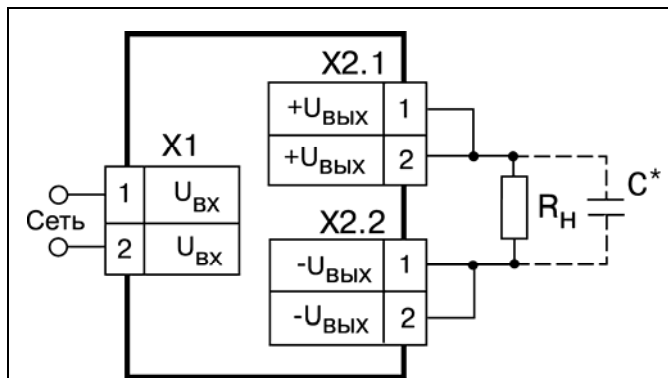 X2.1
+Uвых 1
+Uвых 2
X1
1 Uвх
2 Uвх
Сеть
X2.2
-Uвых 1
-Uвых 2
Rн
C*